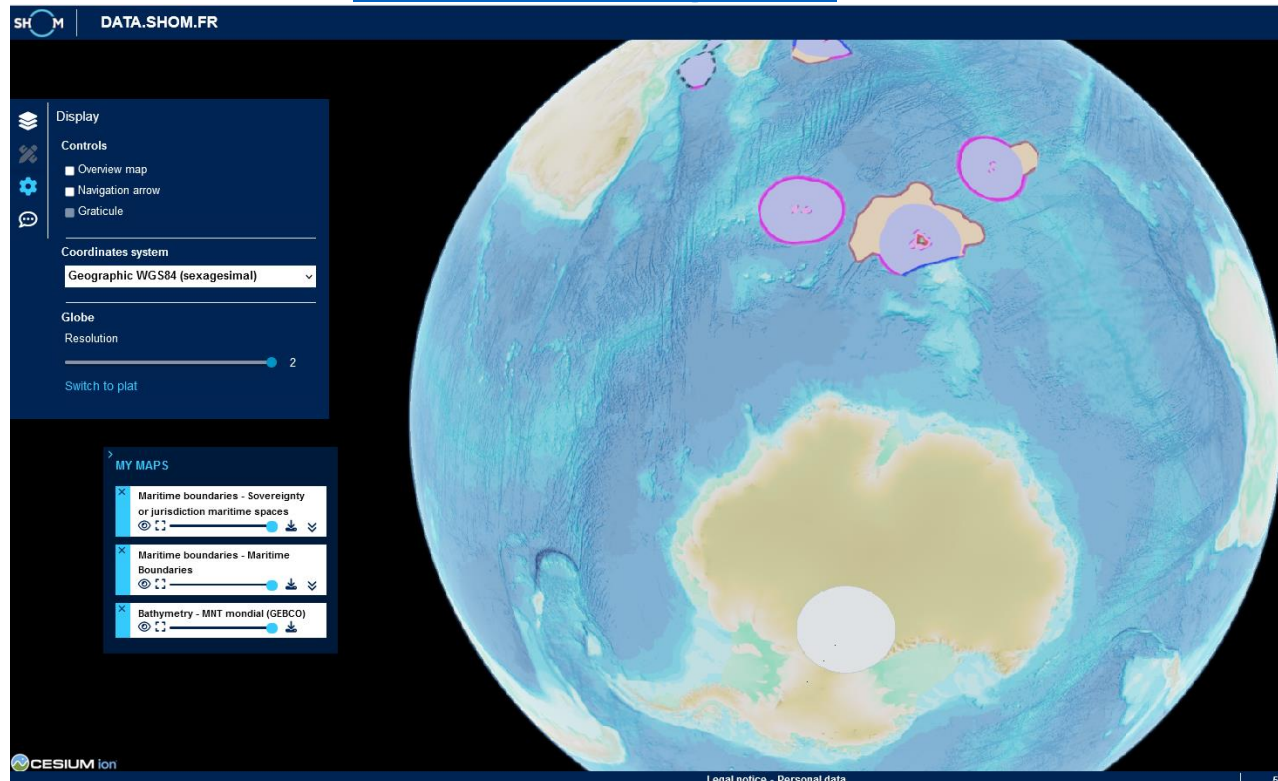 SHOM
DATA.SHOM.FR
Display
Controls
Overview map
Navigation arrow
Graticule
Coordinates system
Geographic WGS84 (sexagesimal)
Globe
Resolution
2
Switch to plat
MY MAPS
Maritime boundaries - Sovereignty
or jurisdiction maritime spaces
Maritime boundaries - Maritime
Boundaries
Bathymetry - MNT mondial (GEBCO)
CESIUM ion
Legal notice - Personal data